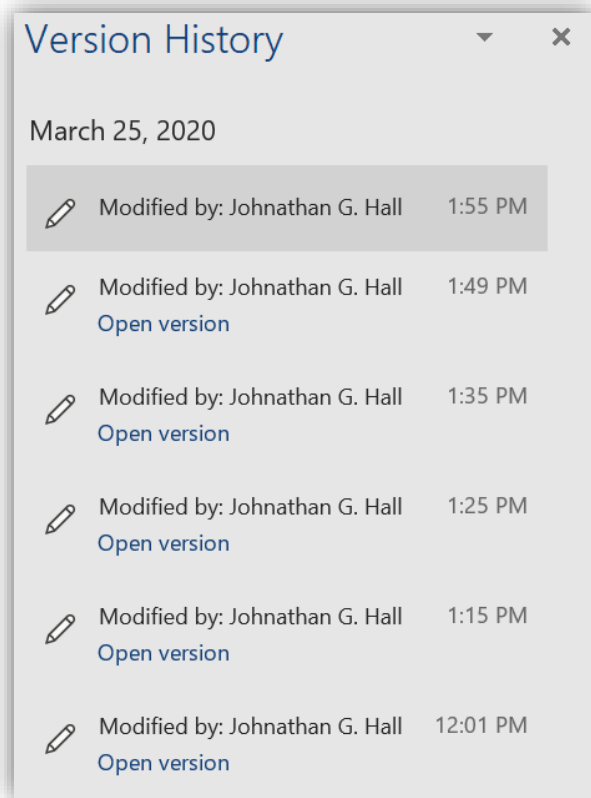 Version History
March 25, 2020
Modified by: Johnathan G. Hall 1:55 PM
Modified by: Johnathan G. Hall 1:49 PM
Open version
Modified by: Johnathan G. Hall 1:35 PM
Open version
Modified by: Johnathan G. Hall 1:25 PM
Open version
Modified by: Johnathan G. Hall 1:15 PM
Open version
Modified by: Johnathan G. Hall 12:01 PM
Open version